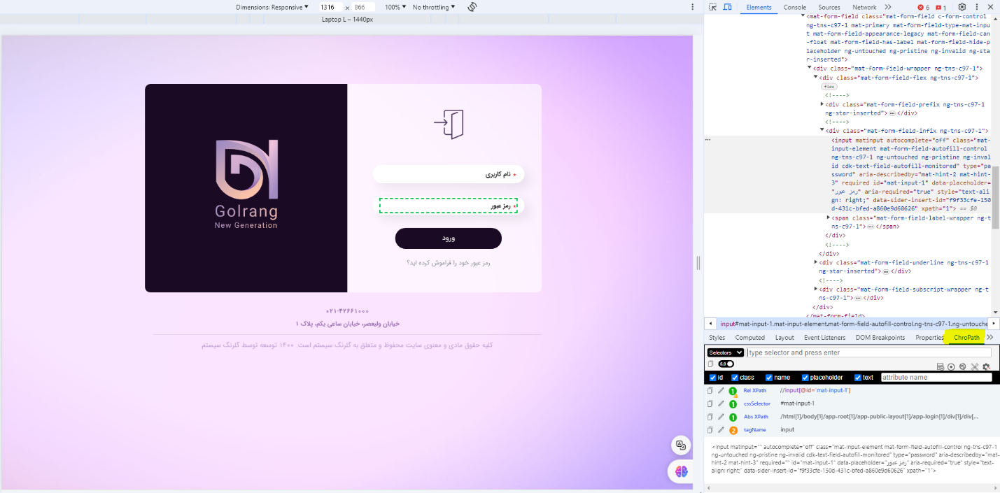 Dimensions: Responsive ▼ 1316 x 866 100% ▼ No throttling ▼
Laptop L – 1440px
Golrang
New Generation
نام کاربری *
رمز عبور *
ورود
رمز عبور خود را فراموش کرده اید؟
۰۲۱-۴۲۶۶۱۰۰۰
خیابان ولیعصر، خیابان ساعی یکم، پلاک ۱
کلیه حقوق مادی و معنوی سایت محفوظ و متعلق به گلرنگ سیستم است. ۱۴۰۰ توسعه توسط گلرنگ سیستم
Elements Console Sources Network 6 1
<mat-form-field class="mat-form-field c-form-control
ng-tns-c97-1 mat-primary mat-form-field-type-mat-inpu
t mat-form-field-appearance-legacy mat-form-field-can
-float mat-form-field-has-label mat-form-field-hide-p
laceholder ng-untouched ng-pristine ng-invalid ng-sta
r-inserted">
<div class="mat-form-field-wrapper ng-tns-c97-1">
<div class="mat-form-field-flex ng-tns-c97-1">
flex
<!---->
<div class="mat-form-field-prefix ng-tns-c97-1
ng-star-inserted"> … </div>
<!---->
<div class="mat-form-field-infix ng-tns-c97-1">
<input matinput autocomplete="off" class="mat-
input-element mat-form-field-autofill-control
ng-tns-c97-1 ng-untouched ng-pristine ng-inval
id cdk-text-field-autofill-monitored" type="pa
ssword" aria-describedby="mat-hint-2 mat-hint-
3" required id="mat-input-1" data-placeholder=
"رمز عبور" aria-required="true" style="text-ali
gn: right;" data-sider-insert-id="f9f33cfe-150
d-431c-bfed-a860e9d60626" xpath="1"> == $0
<span class="mat-form-field-label-wrapper ng-t
ns-c97-1"> … </span>
</div>
<!---->
</div>
<div class="mat-form-field-underline ng-tns-c97-1
ng-star-inserted"> … </div>
<!---->
<div class="mat-form-field-subscript-wrapper ng-t
ns-c97-1"> … </div>
</div>
</mat-form-field>
input#mat-input-1.mat-input-element.mat-form-field-autofill-control.ng-tns-c97-1.ng-untouche
Styles Computed Layout Event Listeners DOM Breakpoints Properties ChroPath
Selectors type selector and press enter
6.0
id class name placeholder text attribute name
1 Rel XPath //input[@id='mat-input-1']
1 cssSelector #mat-input-1
1 Abs XPath /html[1]/body[1]/app-root[1]/app-public-layout[1]/app-login[1]/div[1]/div[...
2 tagName input
<input matinput="" autocomplete="off" class="mat-input-element mat-form-field-autofill-control ng-tns-c97-1
ng-untouched ng-pristine ng-invalid cdk-text-field-autofill-monitored" type="password" aria-describedby="mat-
hint-2 mat-hint-3" required="" id="mat-input-1" data-placeholder="رمز عبور" aria-required="true" style="text-
align: right;" data-sider-insert-id="f9f33cfe-150d-431c-bfed-a860e9d60626" xpath="1">